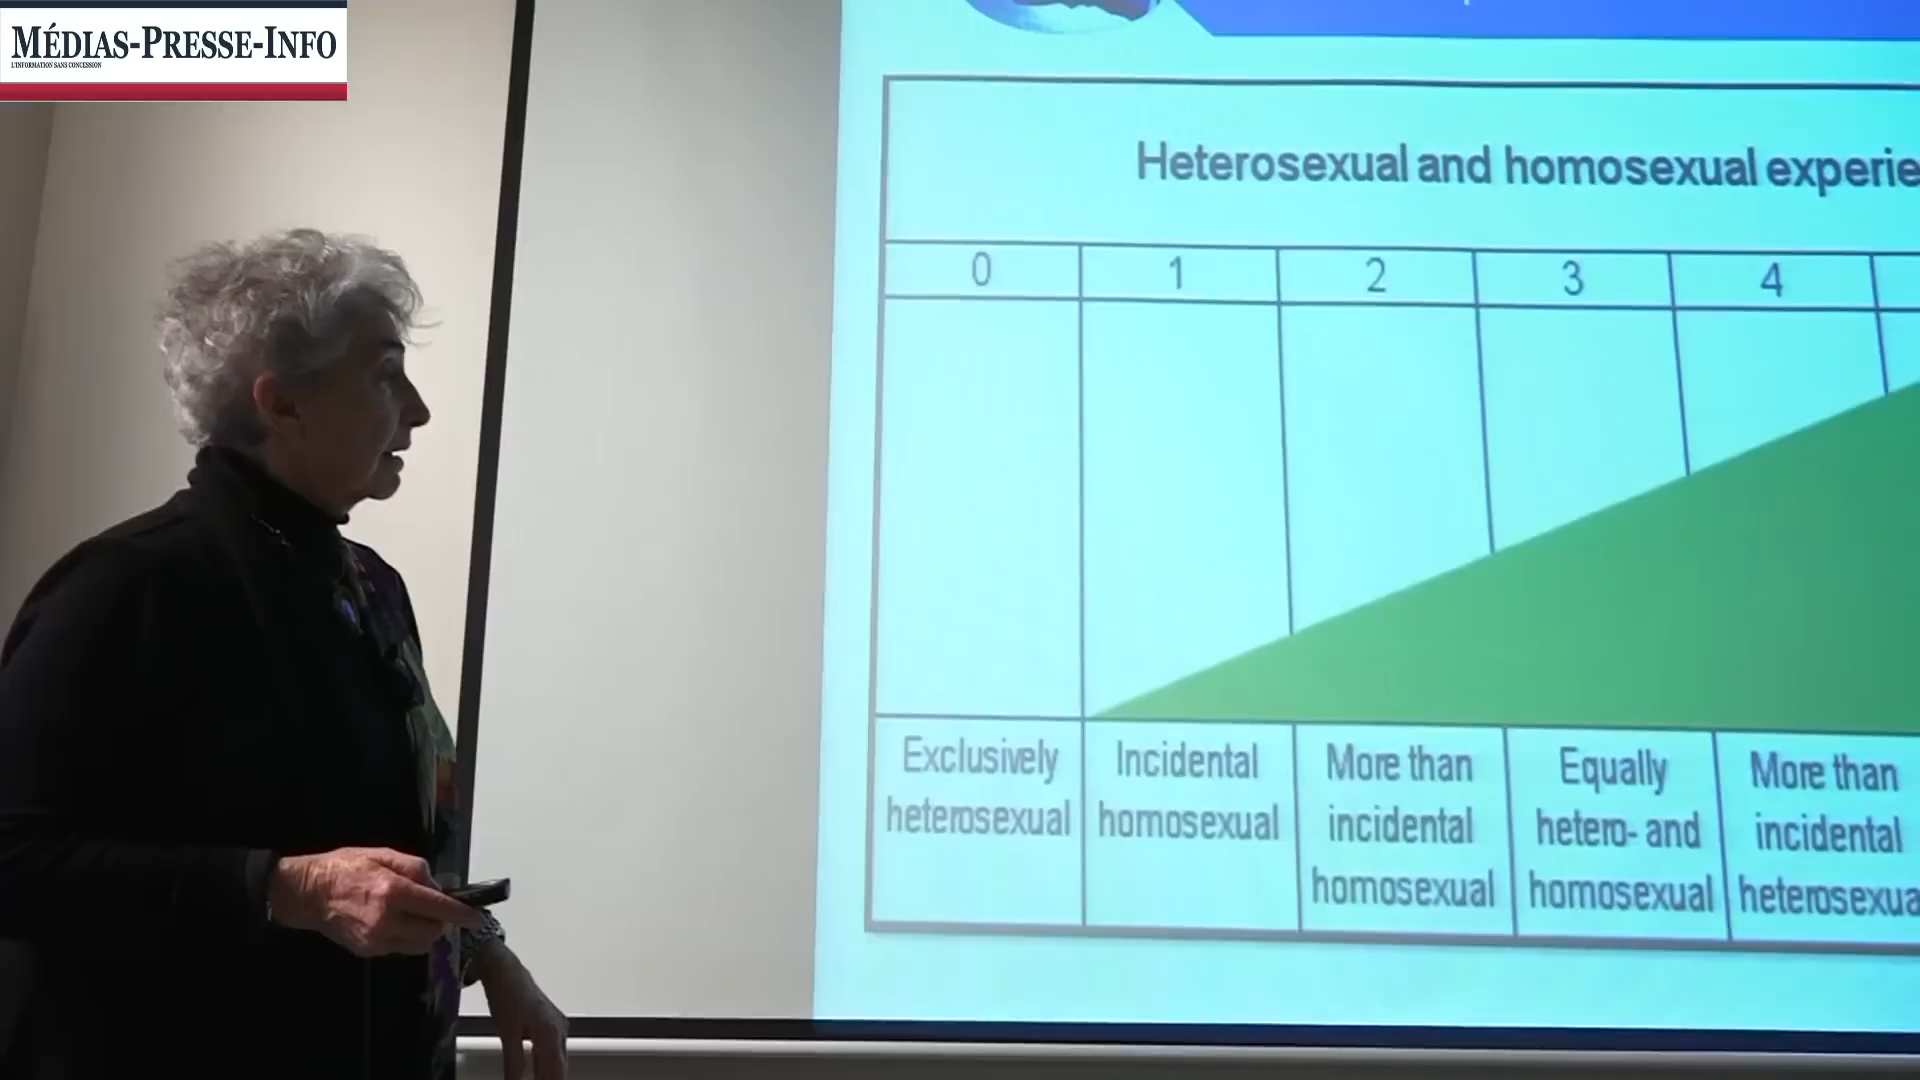 MÉDIAS-PRESSE-INFO
L'INFORMATION SANS CONCESSION
Heterosexual and homosexual experie
0 1 2 3 4
Exclusively
heterosexual
Incidental
homosexual
More than
incidental
homosexual
Equally
hetero- and
homosexual
More than
incidental
heterosexua